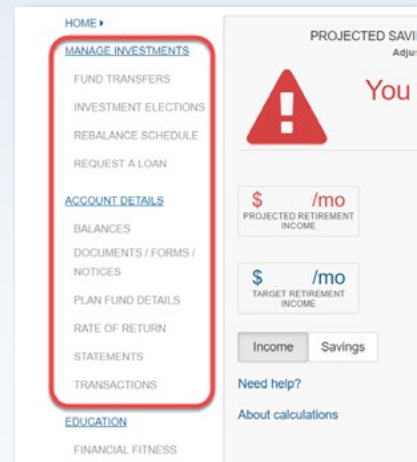 HOME
MANAGE INVESTMENTS
FUND TRANSFERS
INVESTMENT ELECTIONS
REBALANCE SCHEDULE
REQUEST A LOAN
ACCOUNT DETAILS
BALANCES
DOCUMENTS / FORMS /
NOTICES
PLAN FUND DETAILS
RATE OF RETURN
STATEMENTS
TRANSACTIONS
EDUCATION
FINANCIAL FITNESS
PROJECTED
You
$ /mo
PROJECTED RETIREMENT
INCOME
$ /mo
TARGET RETIREMENT
INCOME
Income Savings
Need help?
About calculations